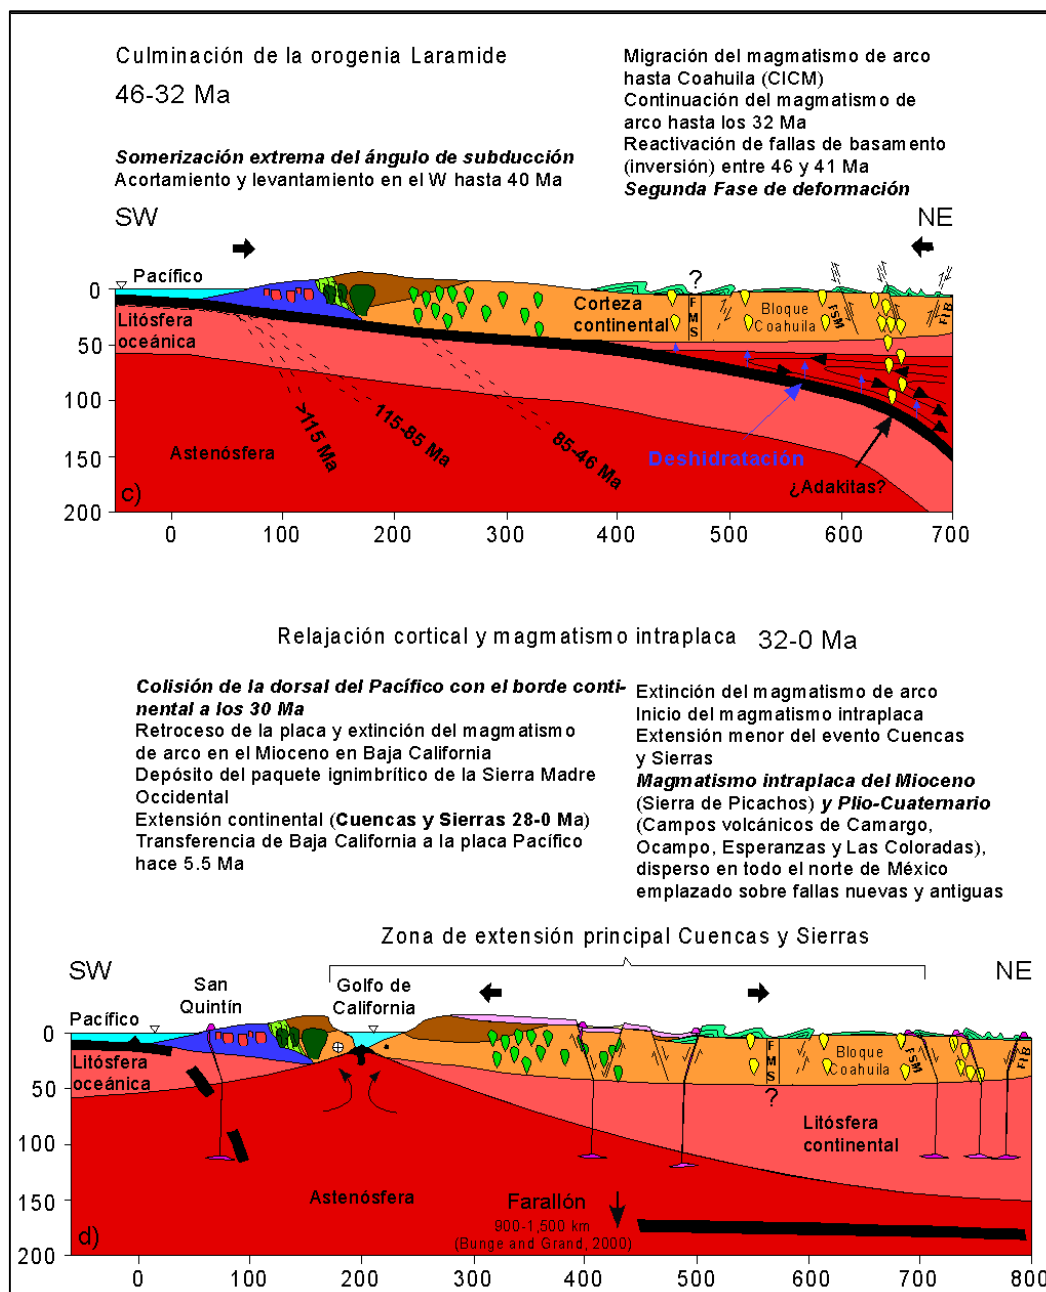 Culminación de la orogenia Laramide
46-32 Ma
Somerización extrema del ángulo de subducción
Acortamiento y levantamiento en el W hasta 40 Ma
Migración del magmatismo de arco
hasta Coahuila (CICM)
Continuación del magmatismo de
arco hasta los 32 Ma
Reactivación de fallas de basamento
(inversión) entre 46 y 41 Ma
Segunda Fase de deformación
SW
NE
Pacífico
?
0
50
100
150
200
Litósfera
oceánica
Corteza
continental
FMS
Bloque
Coahuila
FSM
FIB
>115 Ma
115-85 Ma
85-46 Ma
Astenósfera
Deshidratación
¿Adakitas?
c)
0 100 200 300 400 500 600 700
Relajación cortical y magmatismo intraplaca 32-0 Ma
Colisión de la dorsal del Pacífico con el borde conti-
nental a los 30 Ma
Retroceso de la placa y extinción del magmatismo
de arco en el Mioceno en Baja California
Depósito del paquete ignimbrítico de la Sierra Madre
Occidental
Extensión continental (Cuencas y Sierras 28-0 Ma)
Transferencia de Baja California a la placa Pacífico
hace 5.5 Ma
Extinción del magmatismo de arco
Inicio del magmatismo intraplaca
Extensión menor del evento Cuencas
y Sierras
Magmatismo intraplaca del Mioceno
(Sierra de Picachos) y Plio-Cuaternario
(Campos volcánicos de Camargo,
Ocampo, Esperanzas y Las Coloradas),
disperso en todo el norte de México
emplazado sobre fallas nuevas y antiguas
Zona de extensión principal Cuencas y Sierras
SW
NE
San
Quintín
Golfo de
California
Pacífico
0
50
100
150
200
Litósfera
oceánica
FMS
?
Bloque
Coahuila
FSM
FIB
Litósfera
continental
Astenósfera
Farallón
900-1,500 km
(Bunge and Grand, 2000)
d)
0 100 200 300 400 500 600 700 800